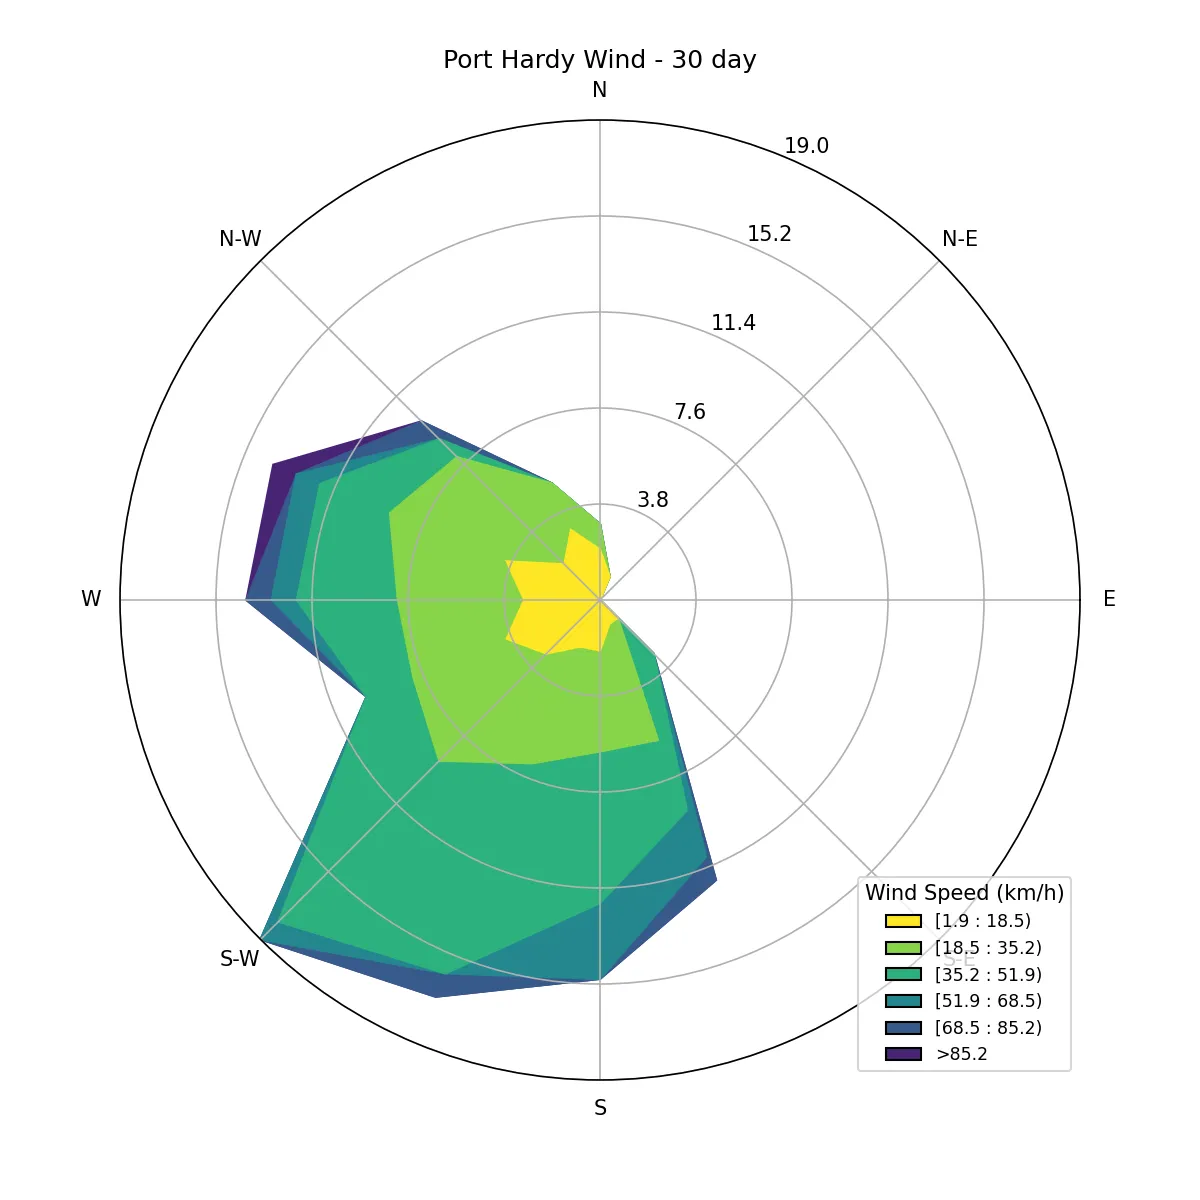 Port Hardy Wind - 30 day
N
19.0
15.2
N-W
N-E
11.4
7.6
3.8
W
E
Wind Speed (km/h)
[1.9 : 18.5)
[18.5 : 35.2)
S-W
S-E
[35.2 : 51.9)
[51.9 : 68.5)
[68.5 : 85.2)
>85.2
S